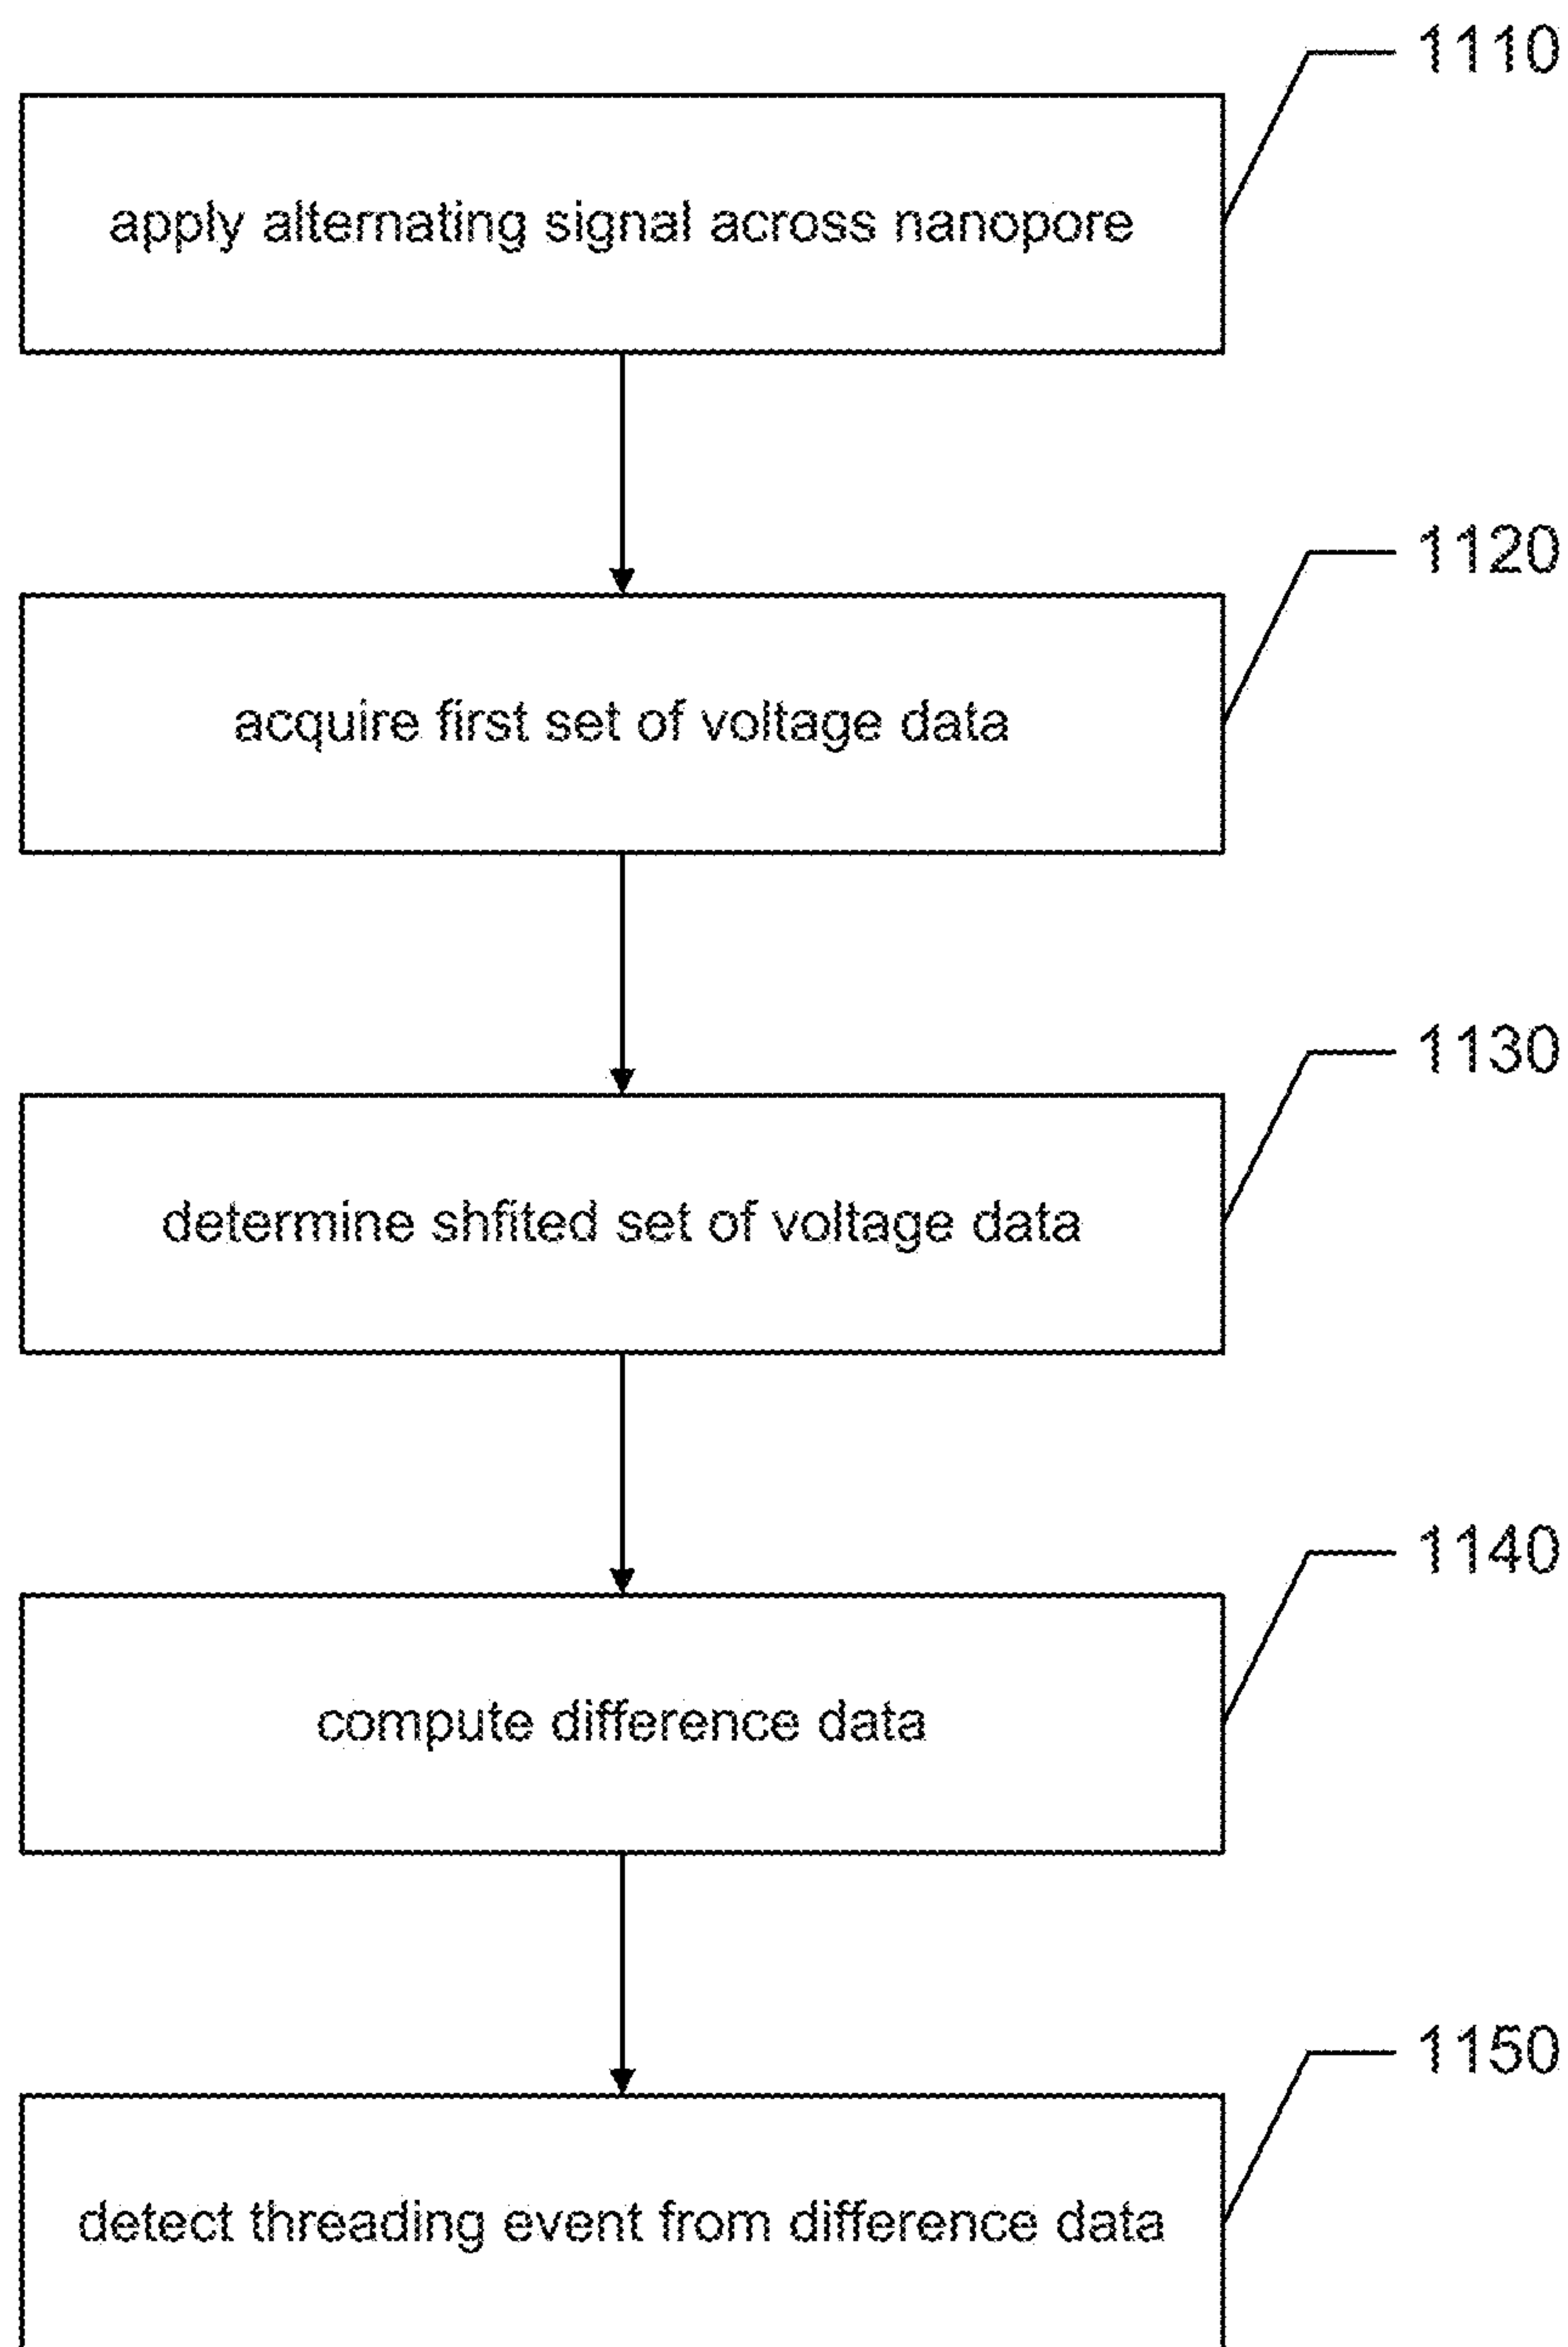 1110
apply alternating signal across nanopore
1120
acquire first set of voltage data
1130
determine shfited set of voltage data
1140
compute difference data
1150
detect threading event from difference data